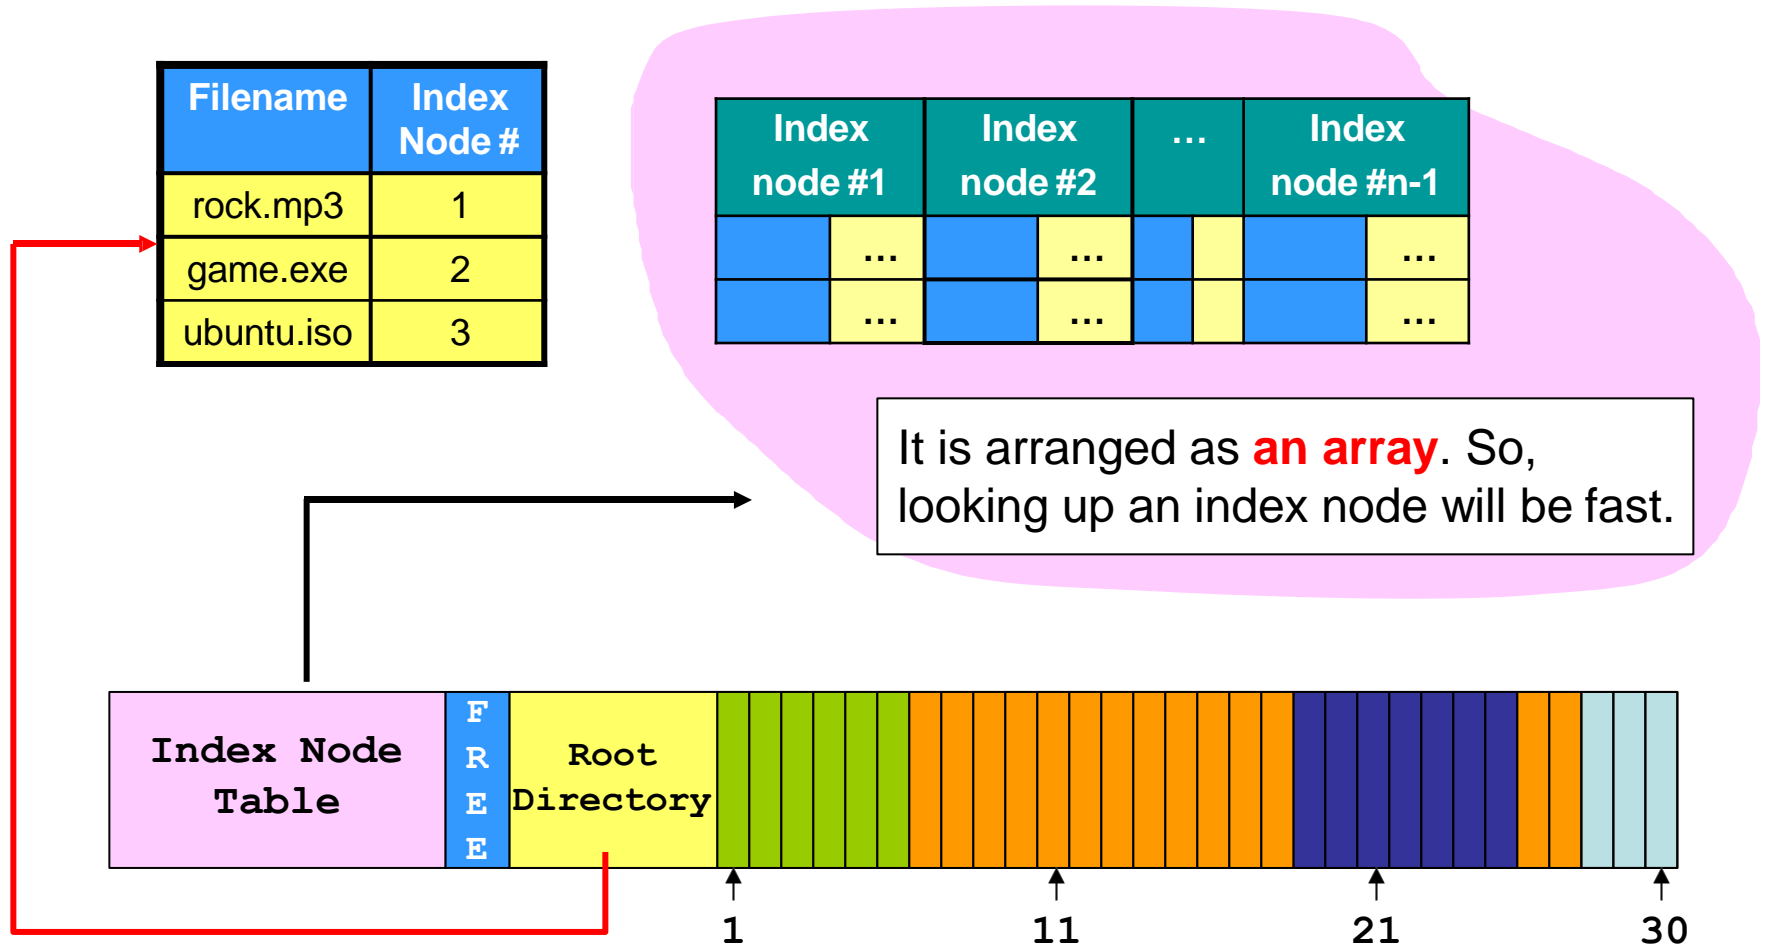 Filename Index Node #
rock.mp3 1
game.exe 2
ubuntu.iso 3
Index node #1 Index node #2 … Index node #n-1
… … …
… … …
It is arranged as an array. So,
looking up an index node will be fast.
Index Node
Table
FREE
Root
Directory
1 11 21 30